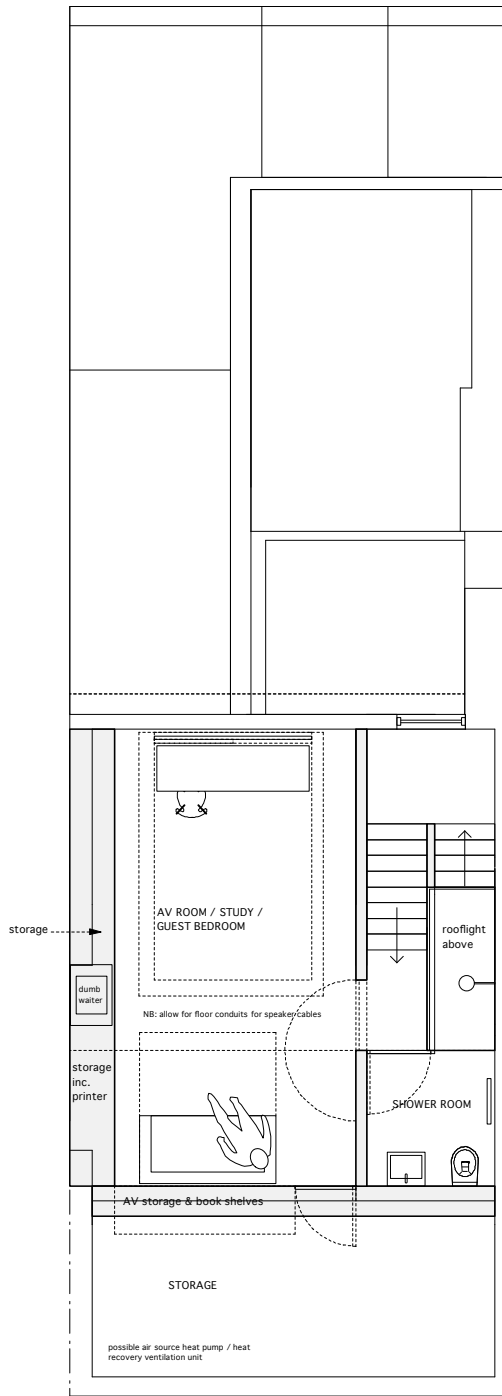 AV ROOM / STUDY /
GUEST BEDROOM
storage
rooflight
above
dumb
waiter
NB: allow for floor conduits for speaker cables
storage
inc.
printer
SHOWER ROOM
AV storage & book shelves
STORAGE
possible air source heat pump / heat
recovery ventilation unit